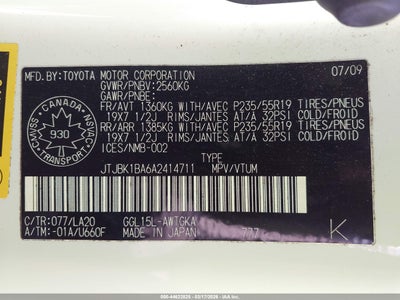 MFD.BY:TOYOTA MOTOR CORPORATION 07/09
GVWR/PNBV:2560KG
GAWR/PNBE:
FR/AVT 1360KG WITH/AVEC P235/55R19 TIRES/PNEUS
19X7 1/2J RIMS/JANTES AT/A 32PSI COLD/FROID
RR/ARR 1385KG WITH/AVEC P235/55R19 TIRES/PNEUS
19X7 1/2J RIMS/JANTES AT/A 32PSI COLD/FROID
ICES/NMB-002
TYPE:
JTJBK1BA6A2414711 MPV/VTUM
CANADA
930
TRANSPORT
C/TR:077/LA20 GGL15L-AWTGKA
A/TM:-01A/U660F MADE IN JAPAN 777 K